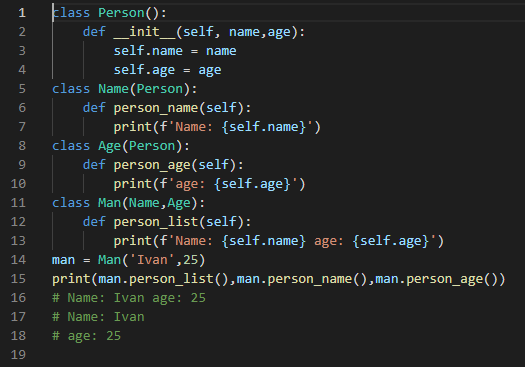 1 class Person():
2     def __init__(self, name,age):
3         self.name = name
4         self.age = age
5 class Name(Person):
6     def person_name(self):
7         print(f'Name: {self.name}')
8 class Age(Person):
9     def person_age(self):
10         print(f'age: {self.age}')
11 class Man(Name,Age):
12     def person_list(self):
13         print(f'Name: {self.name} age: {self.age}')
14 man = Man('Ivan',25)
15 print(man.person_list(),man.person_name(),man.person_age())
16 # Name: Ivan age: 25
17 # Name: Ivan
18 # age: 25
19